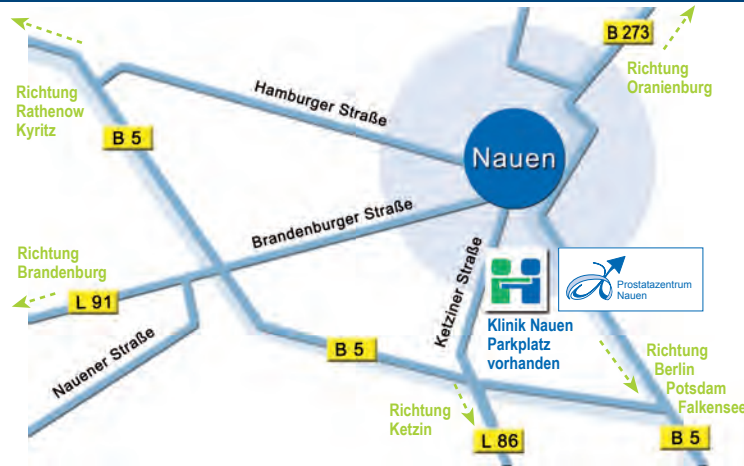 B 273
Richtung
Oranienburg
Richtung
Rathenow
Kyritz
Hamburger Straße
B 5
Nauen
Brandenburger Straße
Richtung
Brandenburg
L 91
Ketziner Straße
Prostatazentrum
Nauen
Klinik Nauen
Parkplatz
vorhanden
Nauener Straße
B 5
Richtung
Berlin
Potsdam
Falkensee
Richtung
Ketzin
L 86
B 5